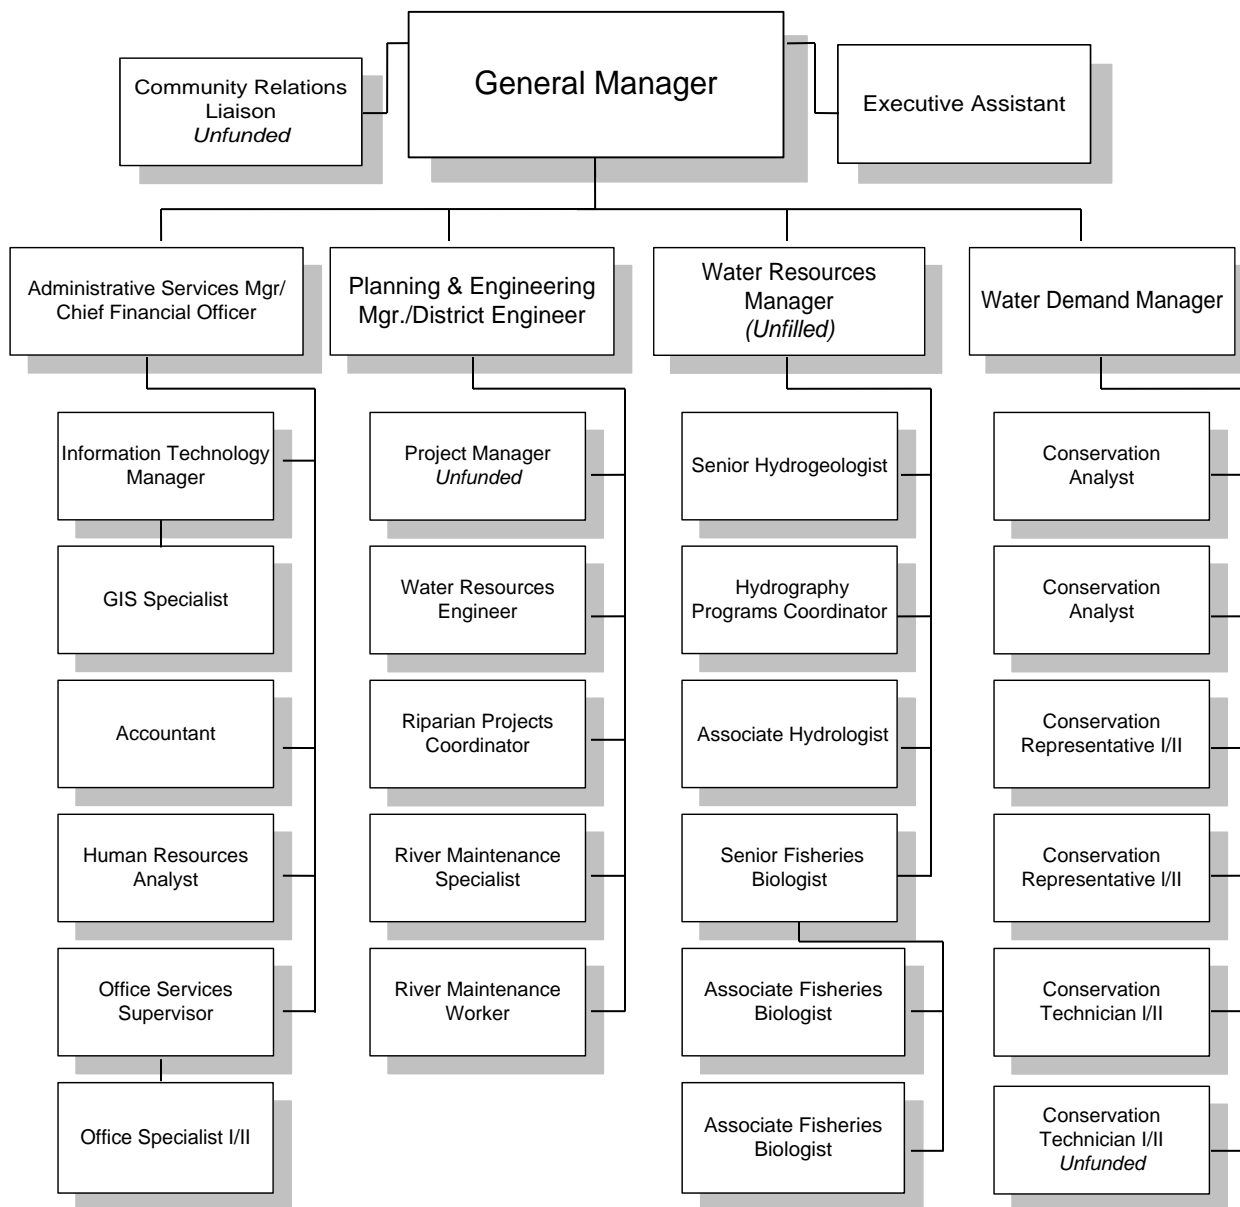 General Manager
Community Relations
Liaison
Unfunded
Executive Assistant
Administrative Services Mgr/
Chief Financial Officer
Planning & Engineering
Mgr./District Engineer
Water Resources
Manager
(Unfilled)
Water Demand Manager
Information Technology
Manager
GIS Specialist
Accountant
Human Resources
Analyst
Office Services
Supervisor
Office Specialist I/II
Project Manager
Unfunded
Water Resources
Engineer
Riparian Projects
Coordinator
River Maintenance
Specialist
River Maintenance
Worker
Senior Hydrogeologist
Hydrography
Programs Coordinator
Associate Hydrologist
Senior Fisheries
Biologist
Associate Fisheries
Biologist
Associate Fisheries
Biologist
Conservation
Analyst
Conservation
Analyst
Conservation
Representative I/II
Conservation
Representative I/II
Conservation
Technician I/II
Conservation
Technician I/II
Unfunded